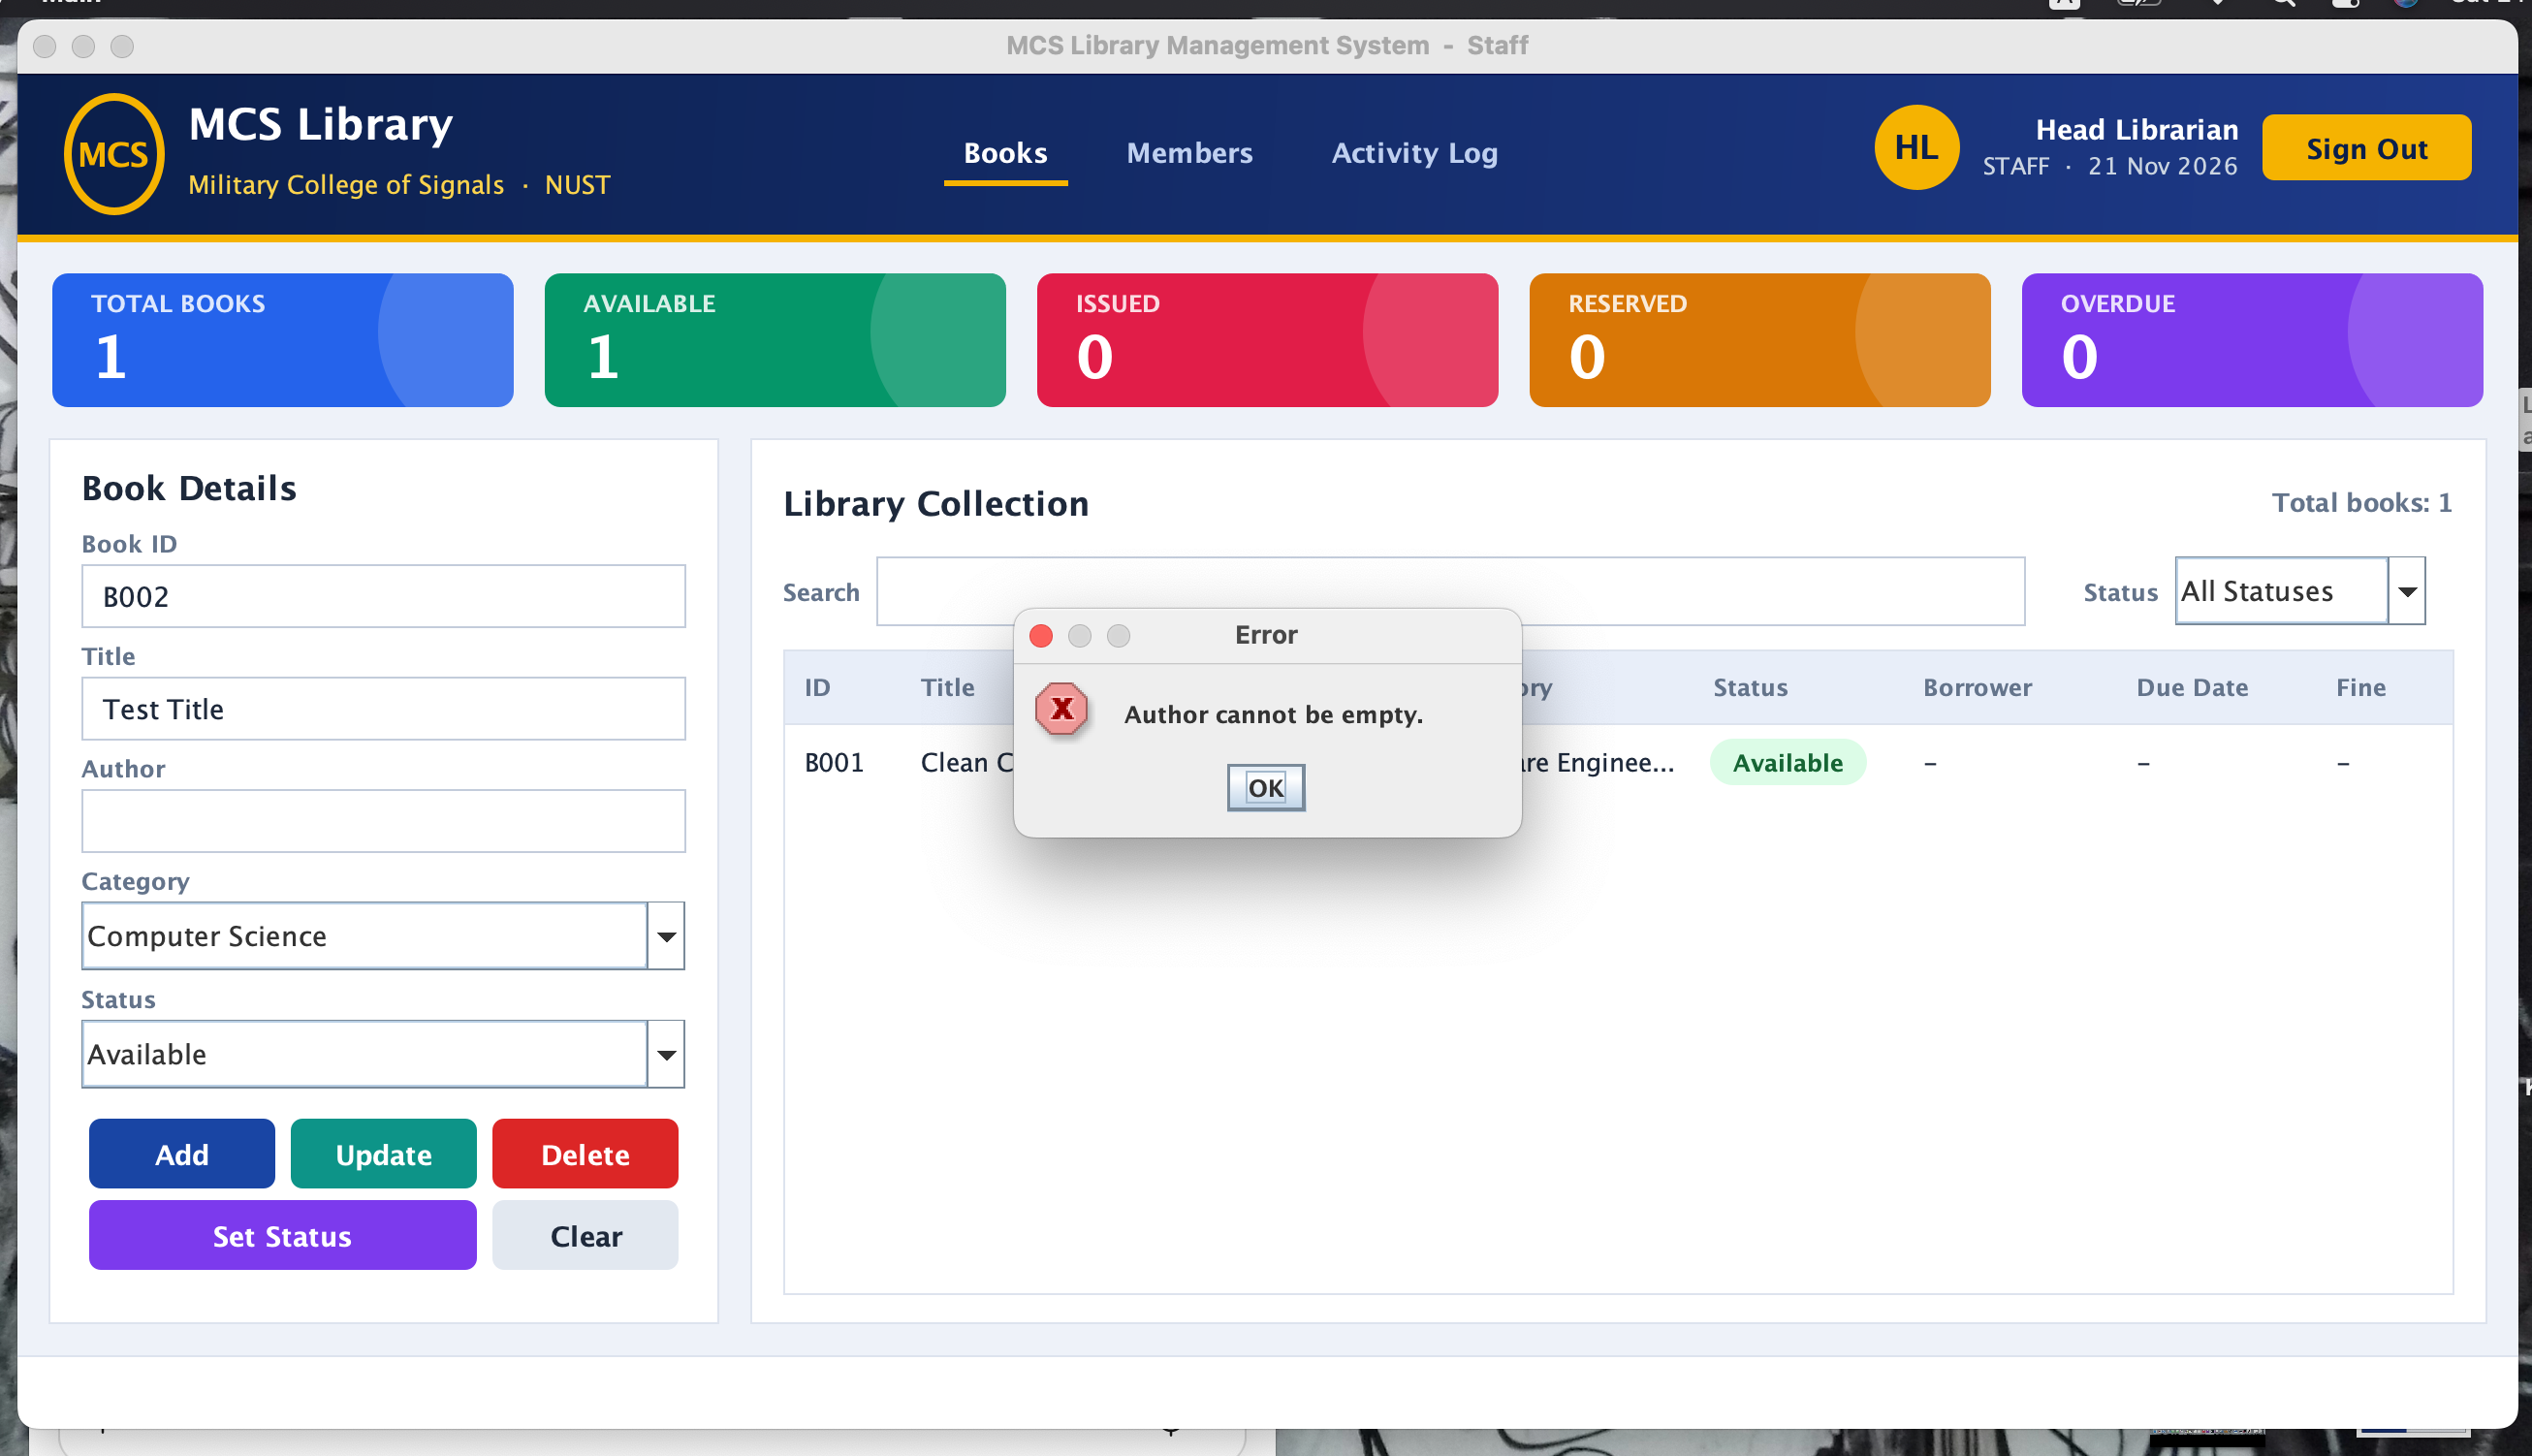 MCS Library Management System - Staff
MCS
MCS Library
Military College of Signals · NUST
Books
Members
Activity Log
HL
Head Librarian
STAFF · 21 Nov 2026
Sign Out
TOTAL BOOKS
1
AVAILABLE
1
ISSUED
0
RESERVED
0
OVERDUE
0
Book Details
Book ID
B002
Title
Test Title
Author
Category
Computer Science
Status
Available
Add
Update
Delete
Set Status
Clear
Library Collection
Total books: 1
Search
Status
All Statuses
Error
Author cannot be empty.
OK
ID
Title
ory
Status
Borrower
Due Date
Fine
B001
Clean C
are Enginee...
Available
–
–
–